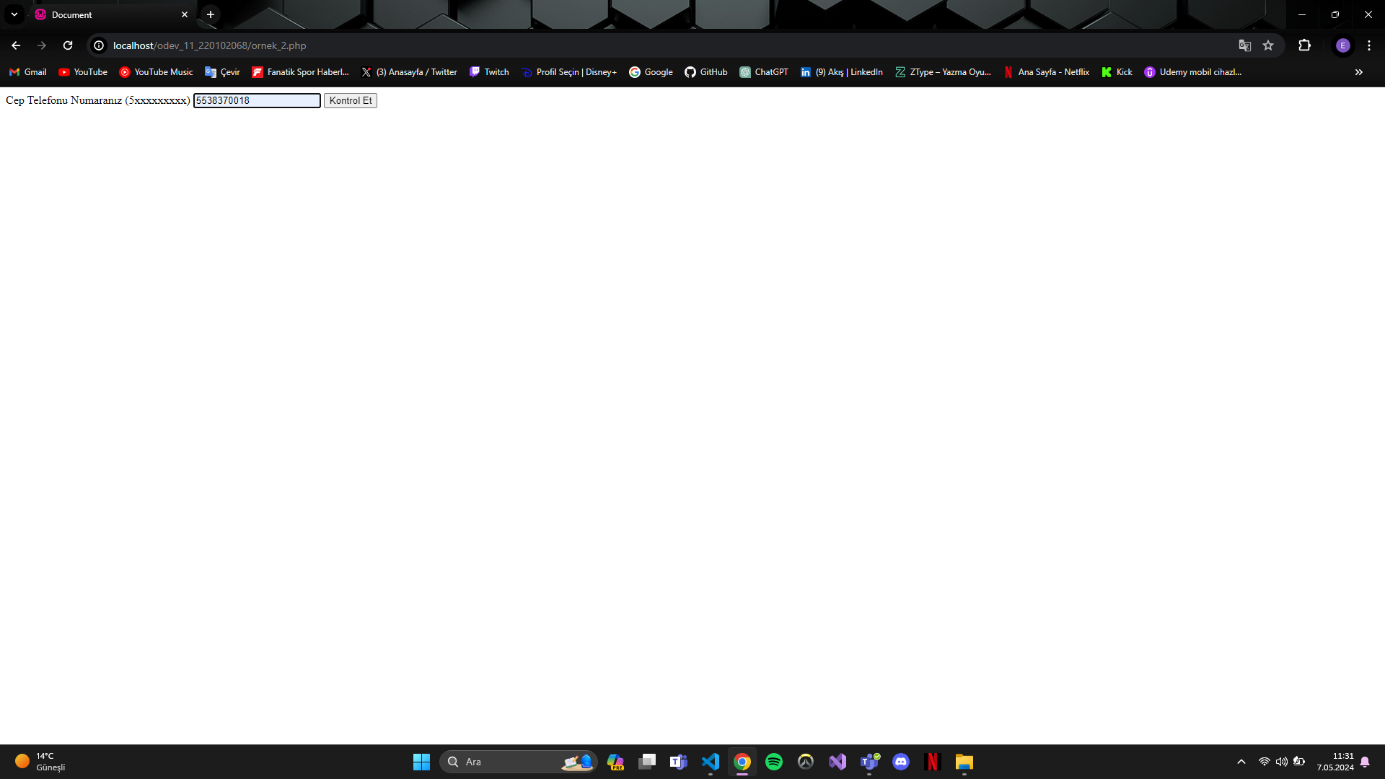 Document
localhost/odev_11_220102068/ornek_2.php
Gmail YouTube YouTube Music Çevir Fanatik Spor Haberl... (3) Anasayfa / Twitter Twitch Profil Seçin | Disney+ Google GitHub ChatGPT (9) Akış | LinkedIn ZType – Yazma Oyu... Ana Sayfa - Netflix Kick Udemy mobil cihazl...
Cep Telefonu Numaranız (5xxxxxxxxx) 5538370018 Kontrol Et
14°C
Güneşli
Ara
11:31
7.05.2024